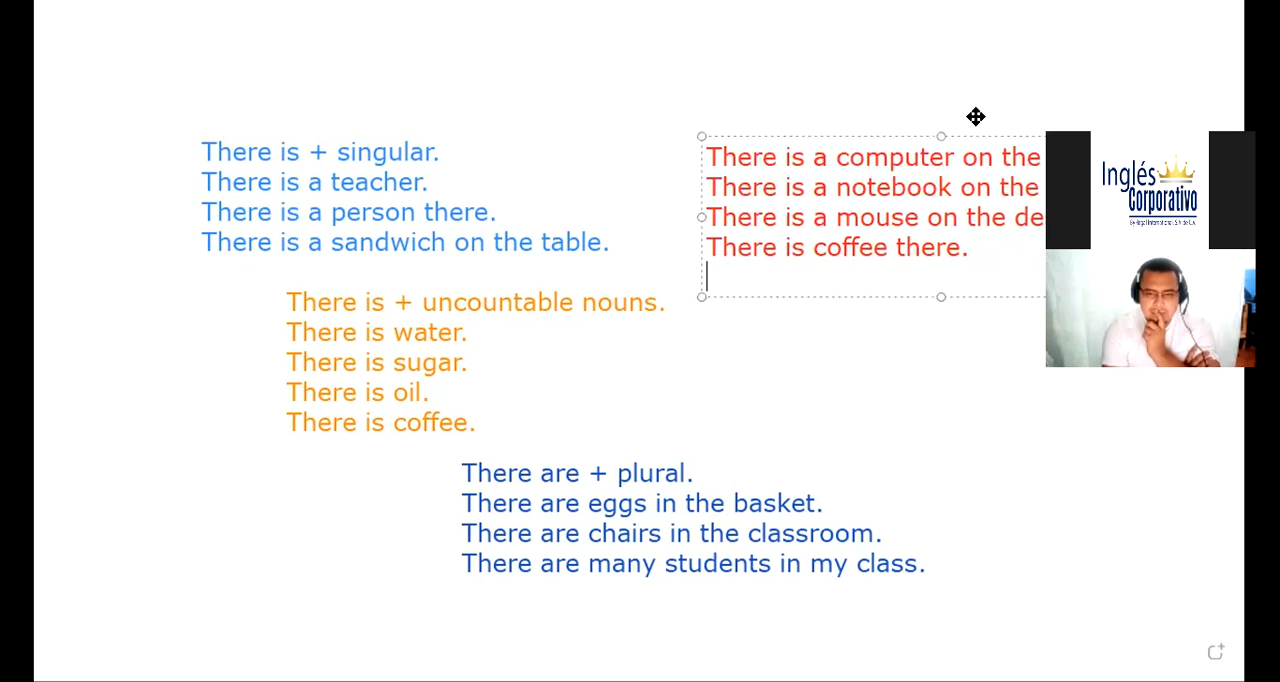 There is + singular.
There is a teacher.
There is a person there.
There is a sandwich on the table.
There is a computer on the
There is a notebook on the
There is a mouse on the de
There is coffee there.
There is + uncountable nouns.
There is water.
There is sugar.
There is oil.
There is coffee.
There are + plural.
There are eggs in the basket.
There are chairs in the classroom.
There are many students in my class.
Inglés
Corporativo
By Regal International, S.A. de C.V.